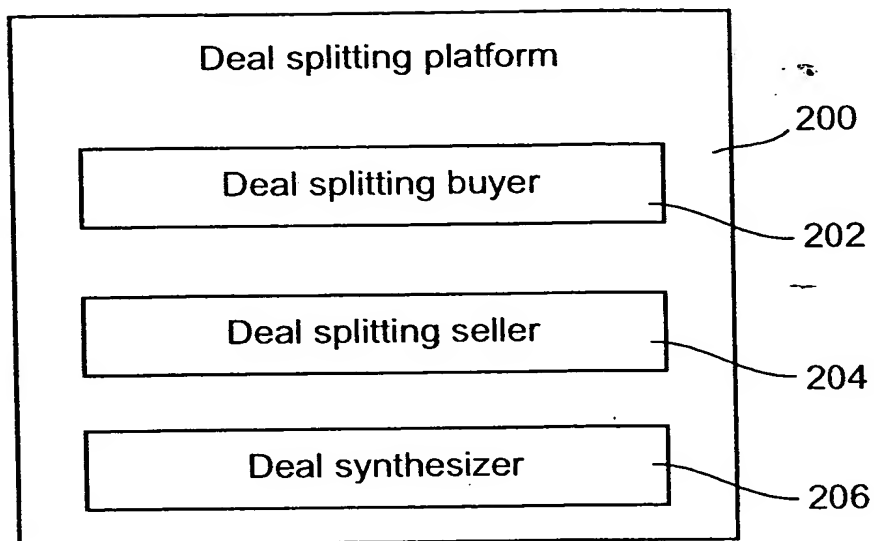 Deal splitting platform
200
Deal splitting buyer
202
Deal splitting seller
204
Deal synthesizer
206